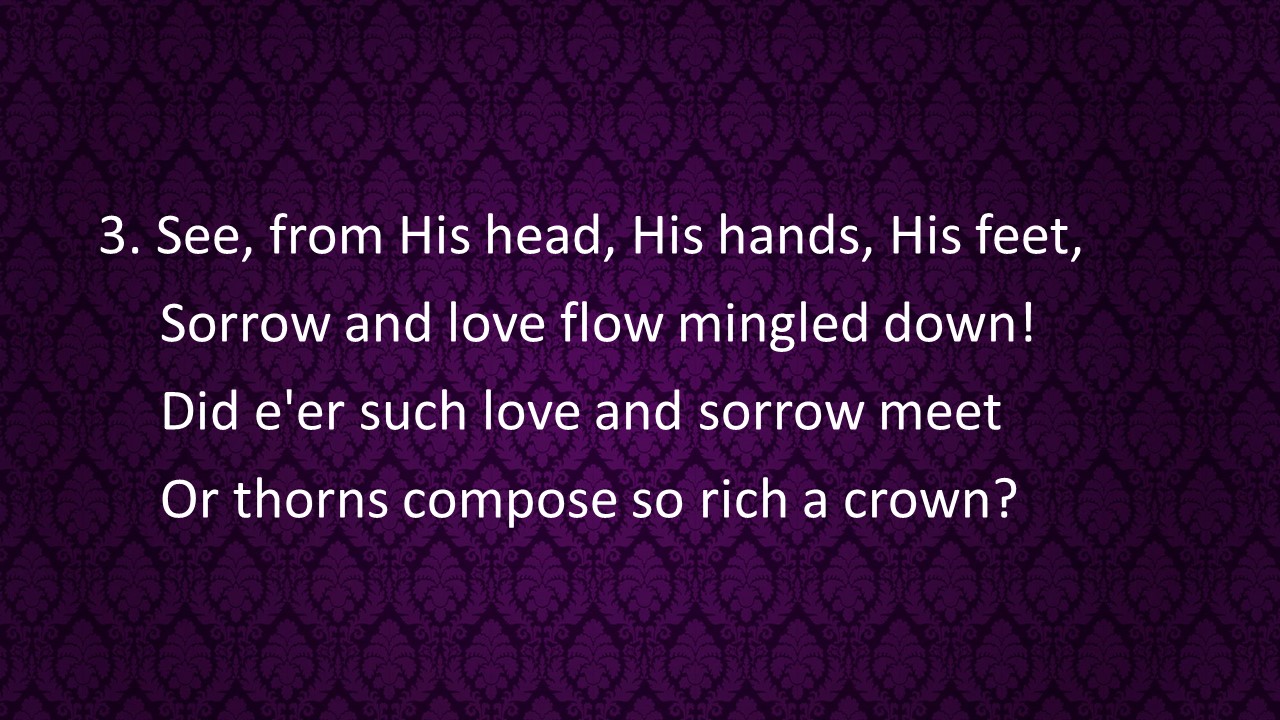 3. See, from His head, His hands, His feet,
Sorrow and love flow mingled down!
Did e'er such love and sorrow meet
Or thorns compose so rich a crown?